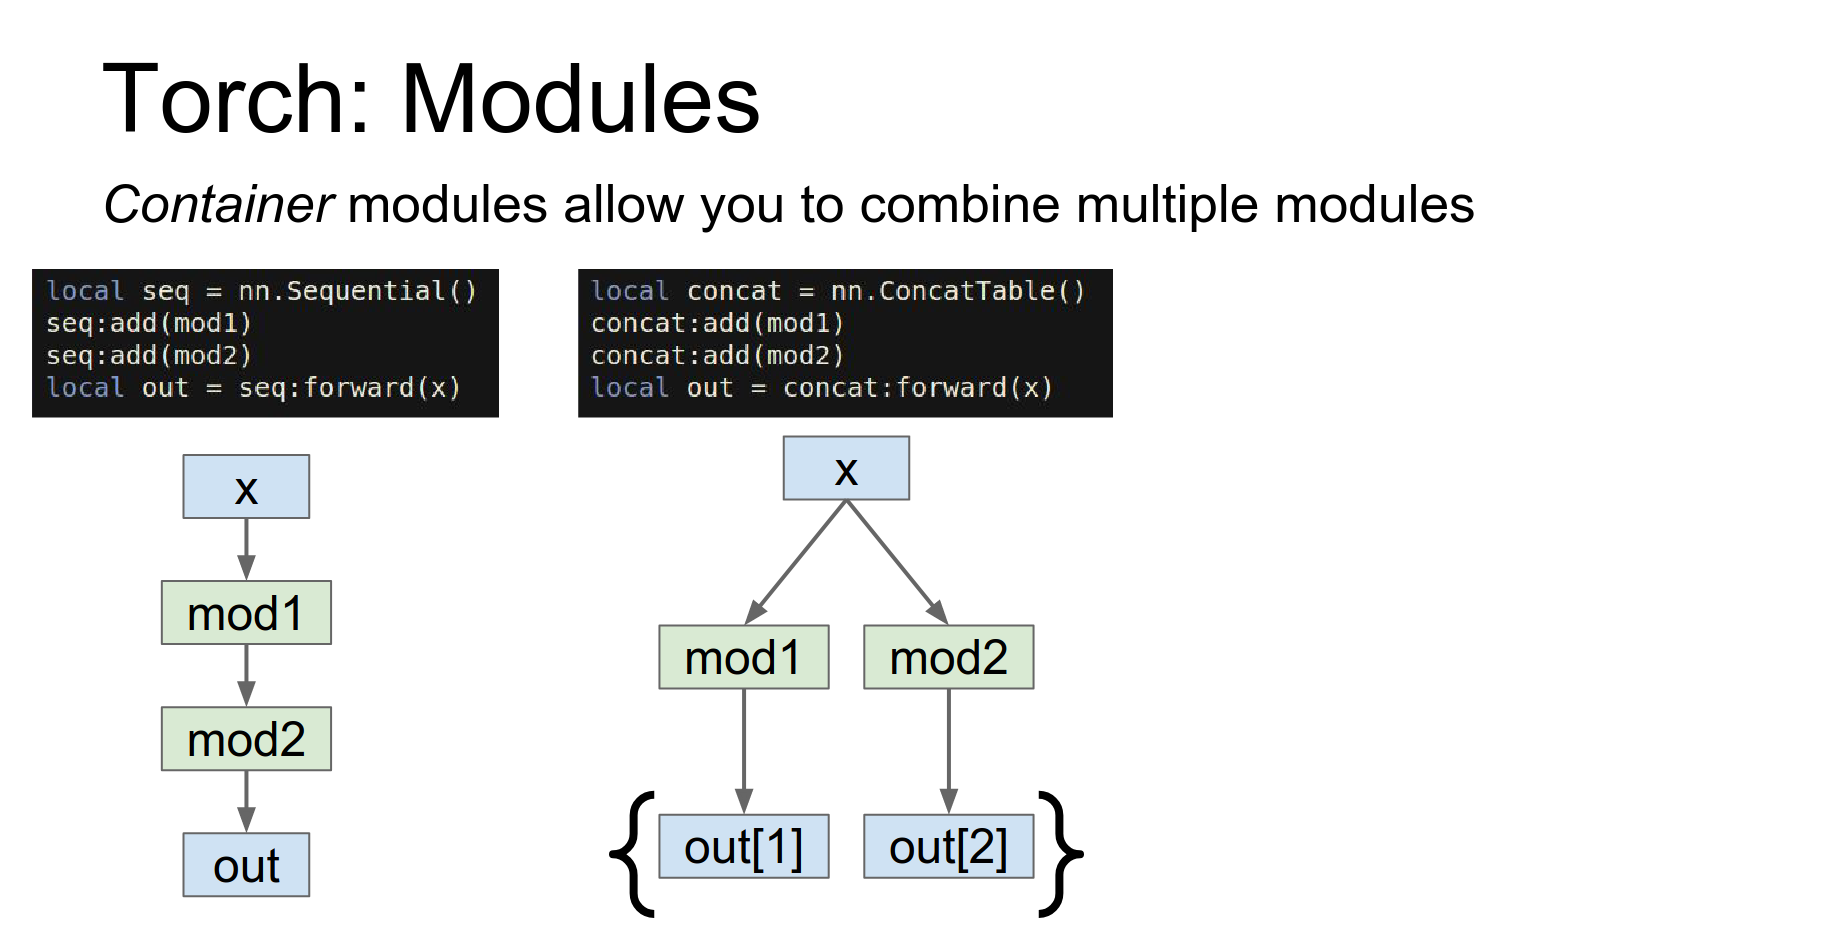 Torch: Modules
Container modules allow you to combine multiple modules
local seq = nn.Sequential()
seq:add(mod1)
seq:add(mod2)
local out = seq:forward(x)
x
mod1
mod2
out
local concat = nn.ConcatTable()
concat:add(mod1)
concat:add(mod2)
local out = concat:forward(x)
x
mod1 mod2
{ out[1] out[2] }